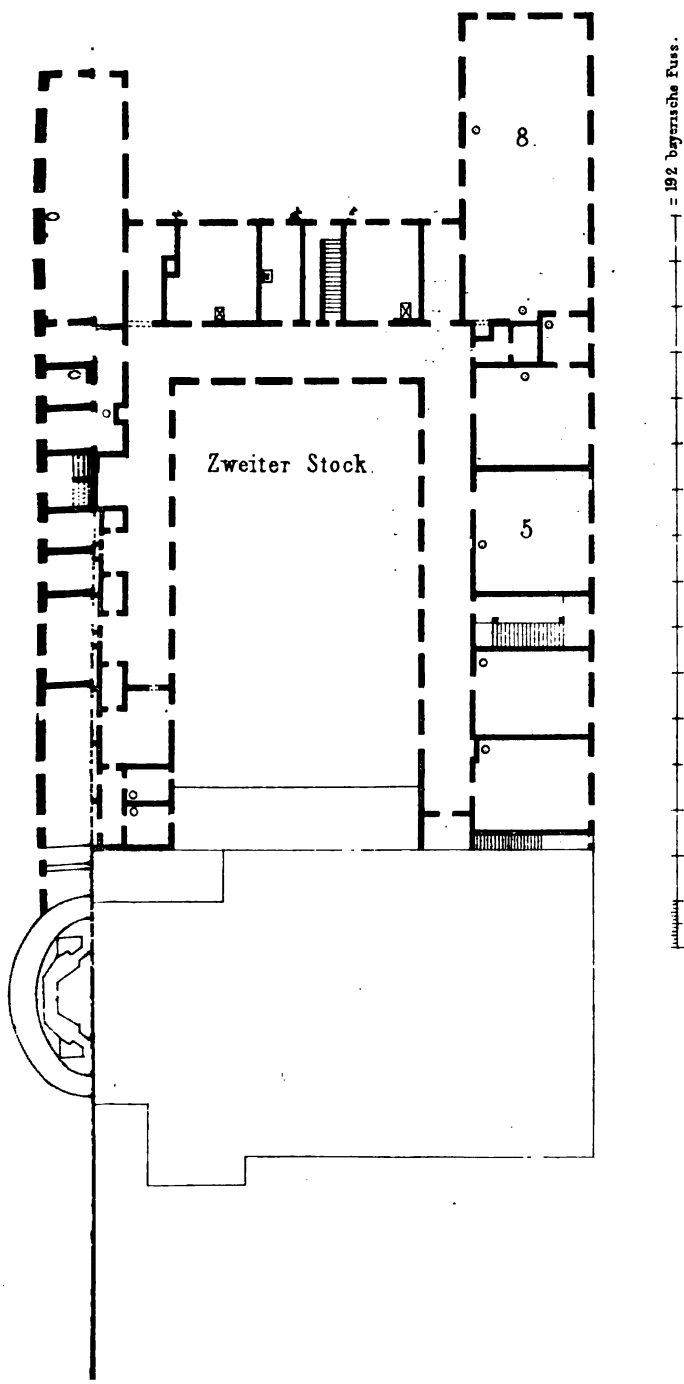 8.
Zweiter Stock.
5
= 192 bayerische Fuss.